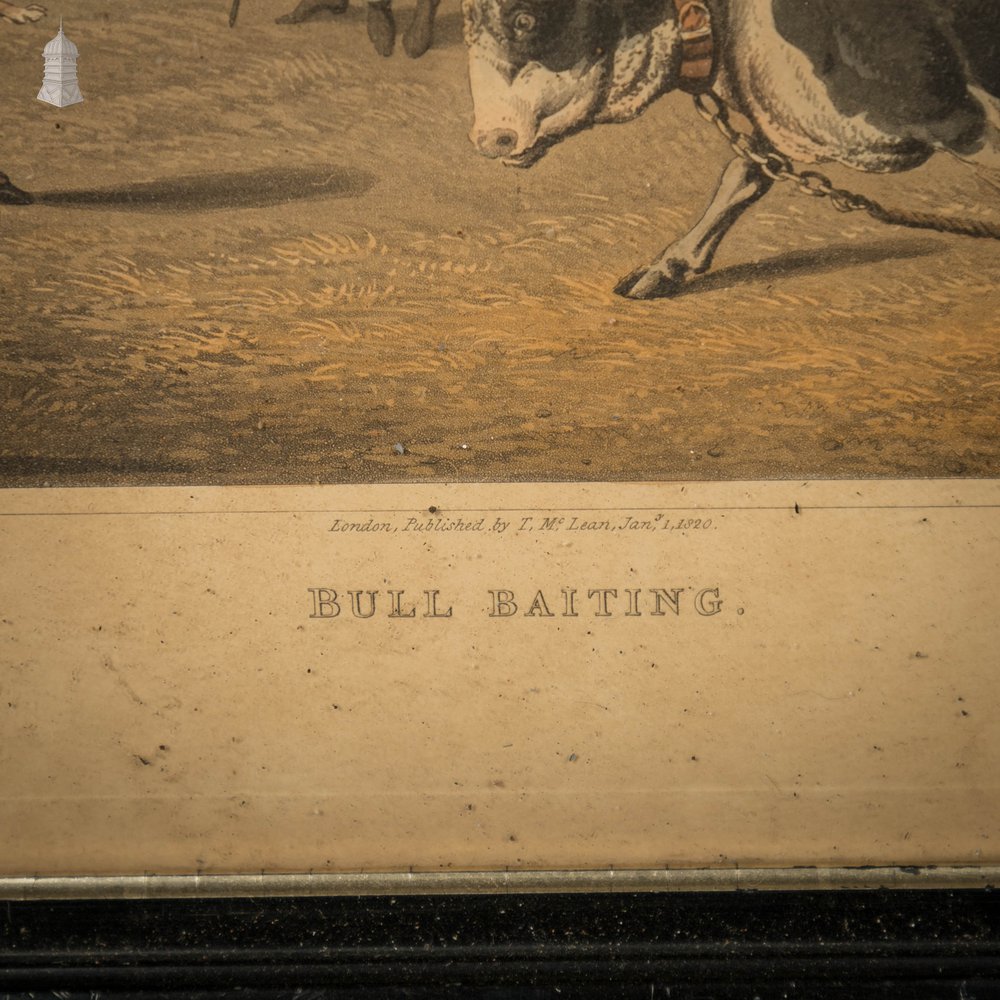 London, Published by T. Mc Lean, Jany. 1, 1820.
BULL BAITING.